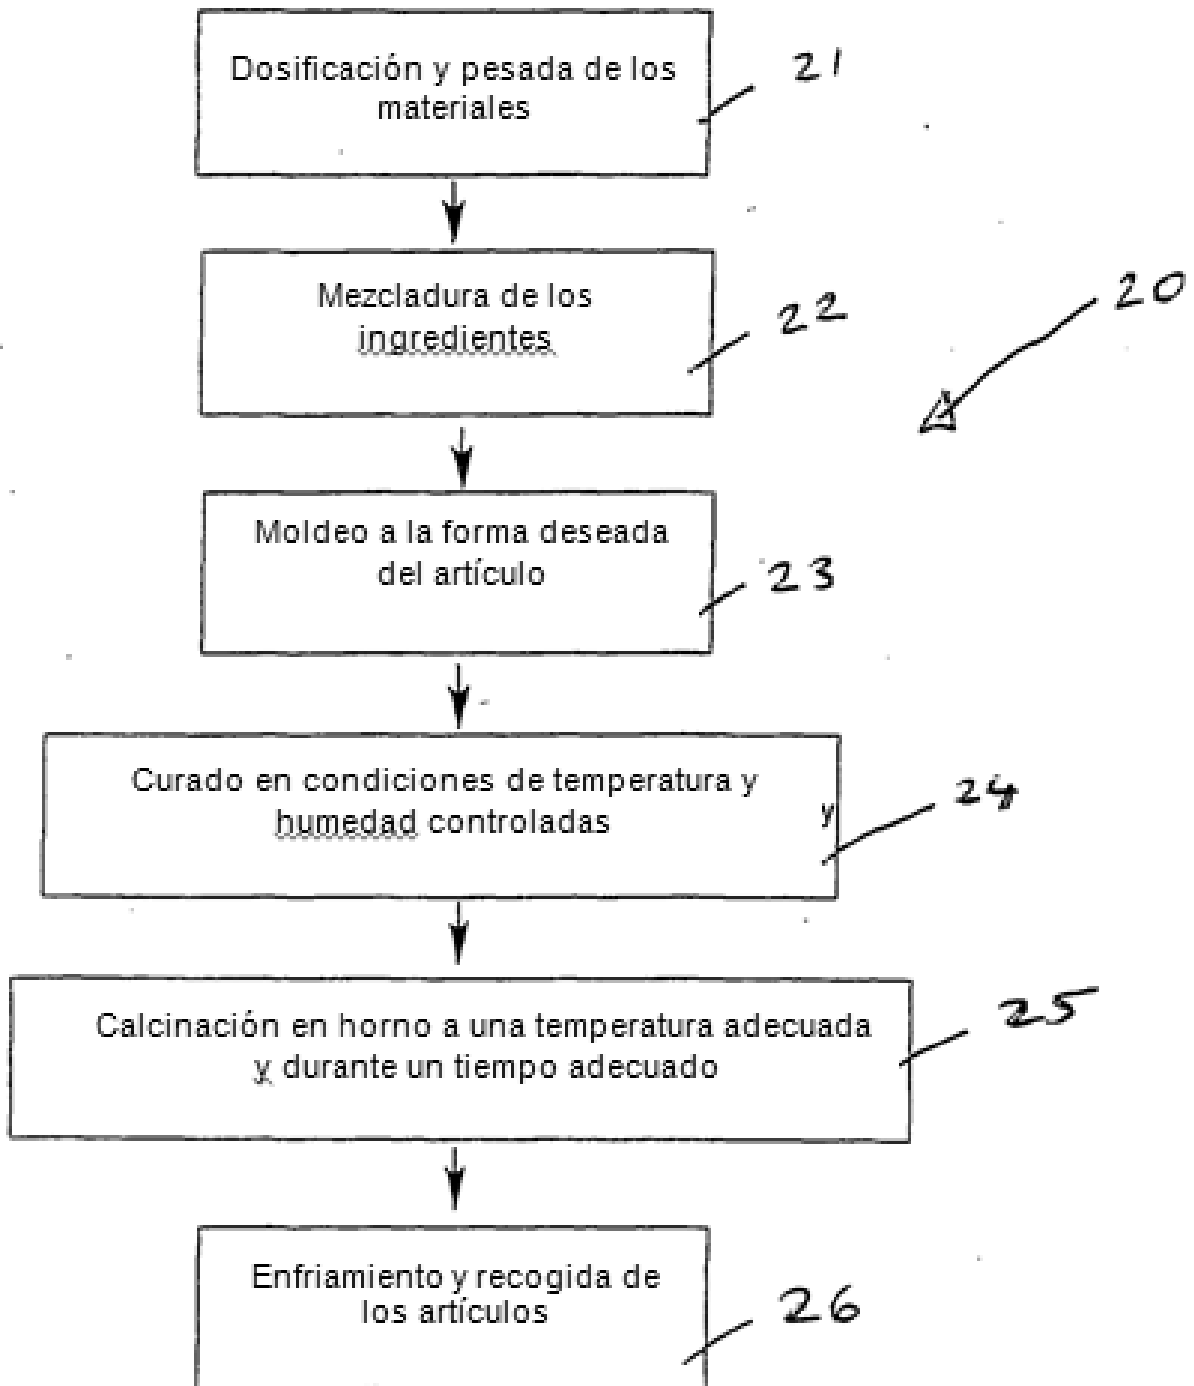 Dosificación y pesada de los
materiales
21
Mezcladura de los
ingredientes
22
20
Moldeo a la forma deseada
del artículo
23
Curado en condiciones de temperatura y
humedad controladas
y
24
Calcinación en horno a una temperatura adecuada
y durante un tiempo adecuado
25
Enfriamiento y recogida de
los artículos
26